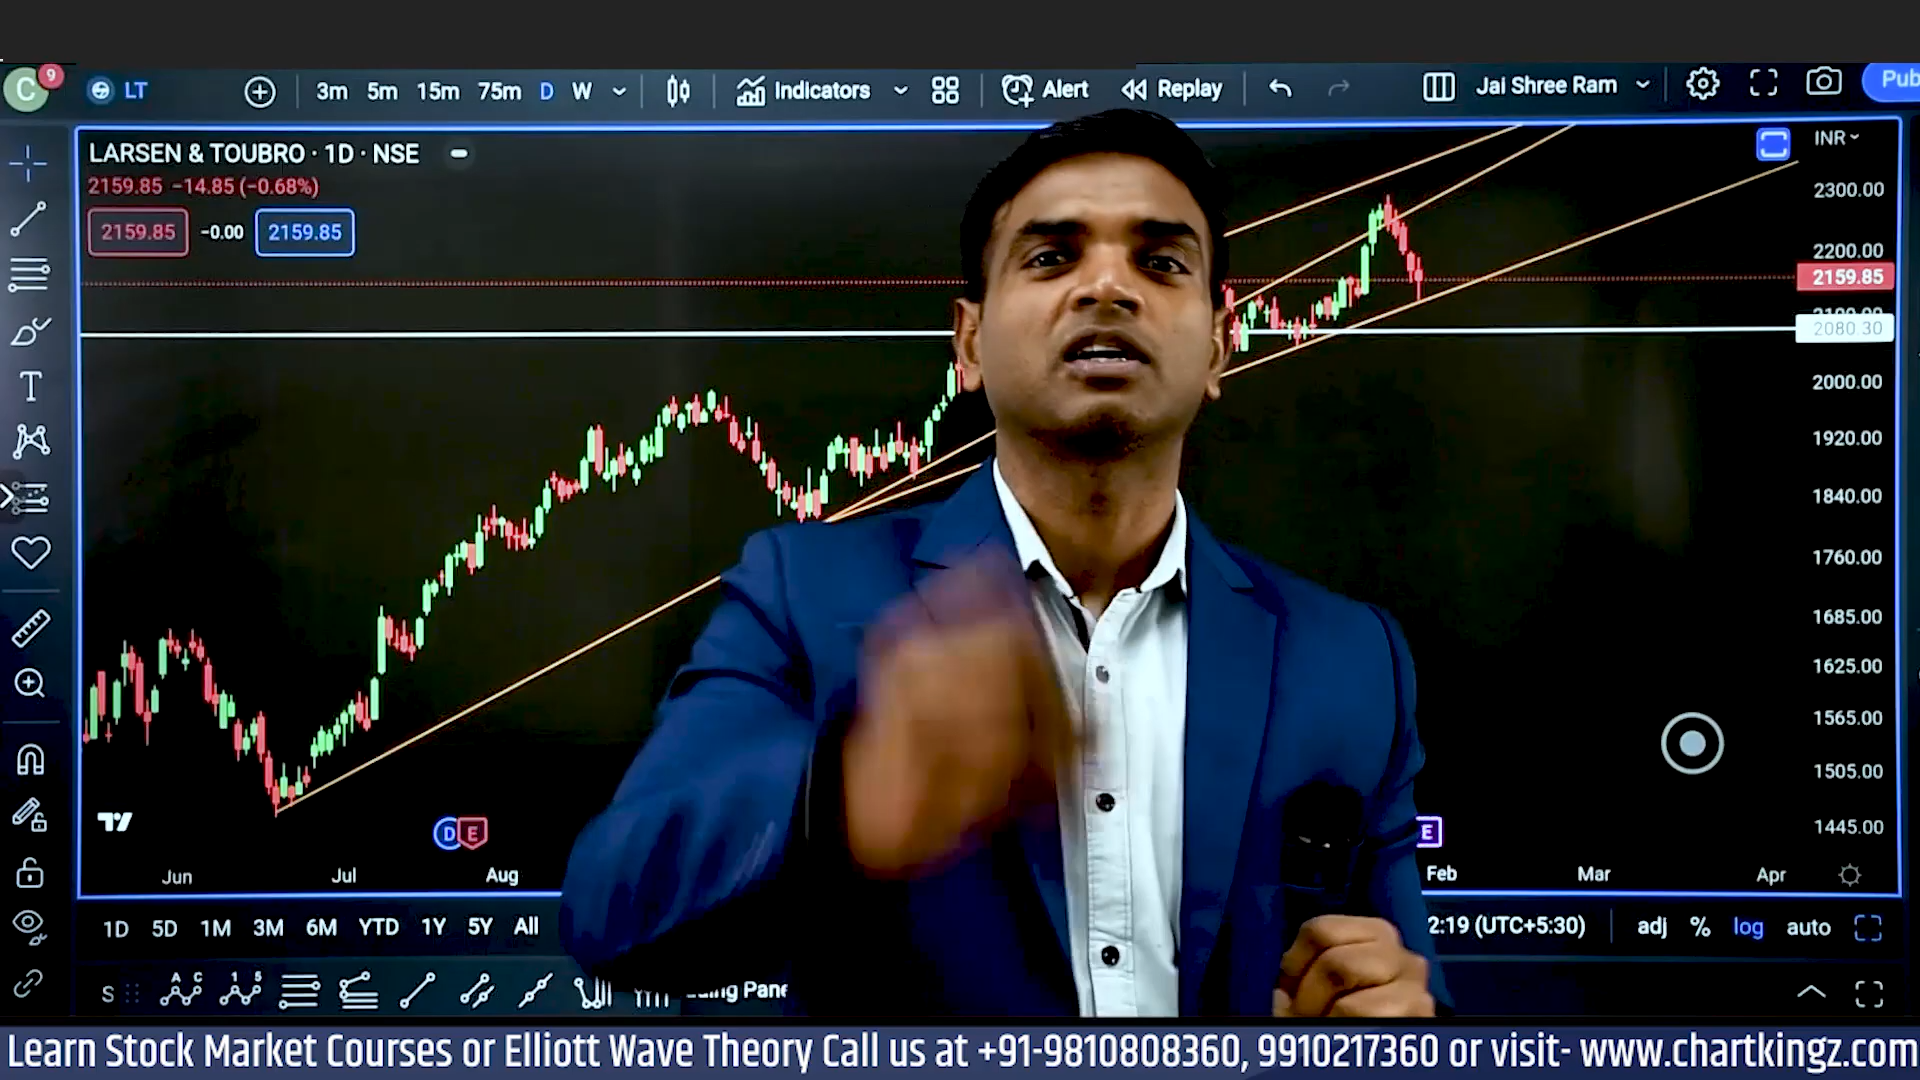 C 9 LT 3m 5m 15m 75m D W Indicators Alert Replay Jai Shree Ram Pub
LARSEN & TOUBRO · 1D · NSE
INR
2159.85 −14.85 (−0.68%)
2159.85 −0.00 2159.85
2300.00
2200.00
2159.85
2080.30
2000.00
1920.00
1840.00
1760.00
1685.00
1625.00
1565.00
1505.00
1445.00
D E E
Jun Jul Aug Feb Mar Apr
1D 5D 1M 3M 6M YTD 1Y 5Y All 2:19 (UTC+5:30) adj % log auto
S A C 1 5
Learn Stock Market Courses or Elliott Wave Theory Call us at +91-9810808360, 9910217360 or visit- www.chartkingz.com